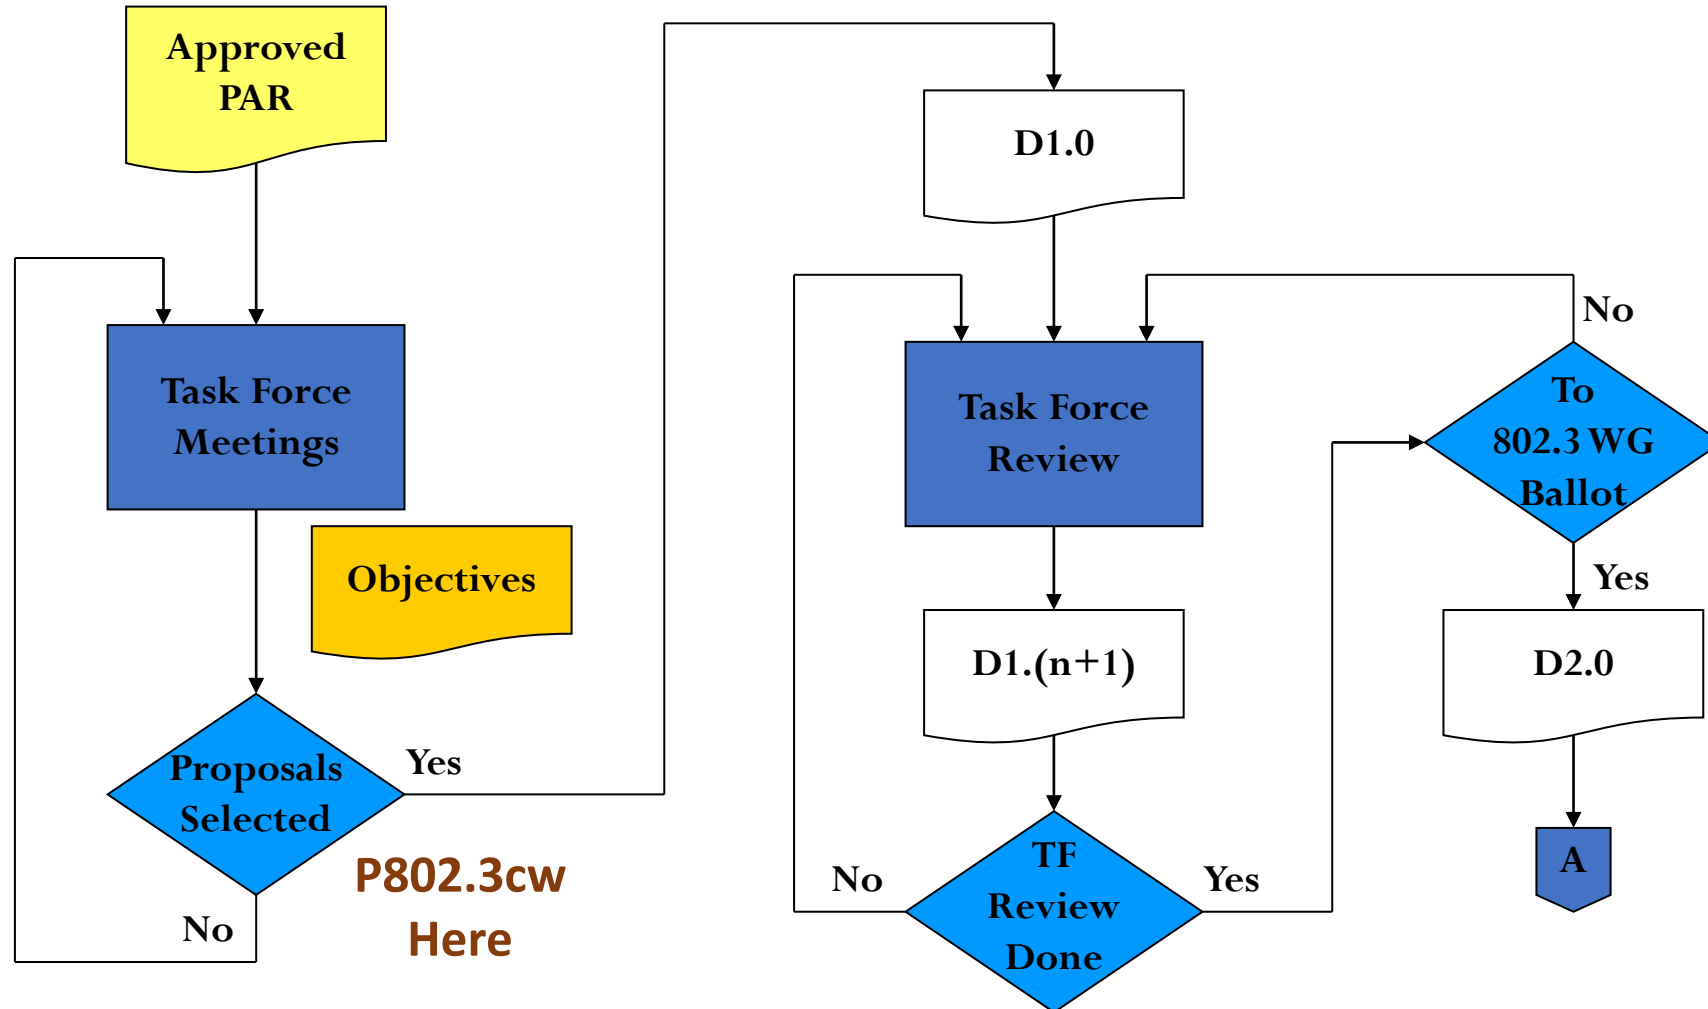 Approved
PAR
Task Force
Meetings
Objectives
Proposals
Selected
Yes
No
P802.3cw
Here
D1.0
Task Force
Review
D1.(n+1)
TF
Review
Done
No
Yes
To
802.3 WG
Ballot
No
Yes
D2.0
A